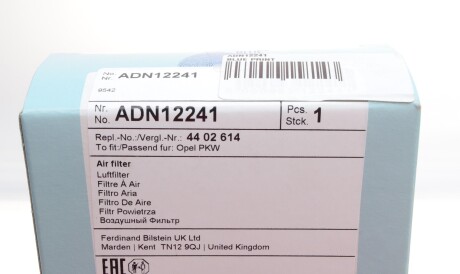 No.
Nr. ADN12241
9542
ADN12241
BLUE PRINT
Nr.
No. ADN12241
Pcs.
Stck. 1
Repl.-No./Vergl.-Nr.: 44 02 614
To fit:/Passend fur: Opel PKW
Air filter
Luftfilter
Filtre À Air
Filtro Aria
Filtro De Aire
Filtr Powietrza
Воздушный Фильтр
Ferdinand Bilstein UK Ltd
Marden | Kent TN12 9QJ | United Kingdom
EAC